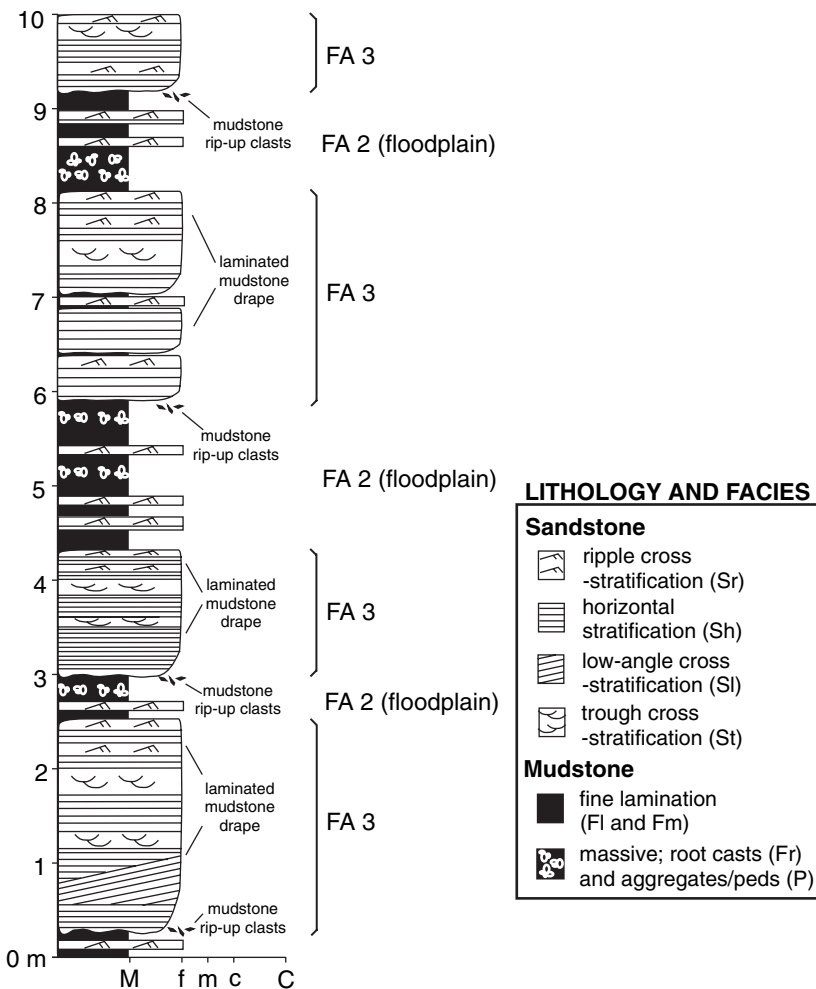 10
FA 3
9
mudstone
rip-up clasts
FA 2 (floodplain)
8
laminated
mudstone
drape
FA 3
7
6
mudstone
rip-up clasts
FA 2 (floodplain)
5
4
laminated
mudstone
drape
FA 3
3
mudstone
rip-up clasts
FA 2 (floodplain)
2
laminated
mudstone
drape
FA 3
1
mudstone
rip-up clasts
0 m
M f m c C
LITHOLOGY AND FACIES
Sandstone
ripple cross
-stratification (Sr)
horizontal
stratification (Sh)
low-angle cross
-stratification (Sl)
trough cross
-stratification (St)
Mudstone
fine lamination
(Fl and Fm)
massive; root casts (Fr)
and aggregates/peds (P)